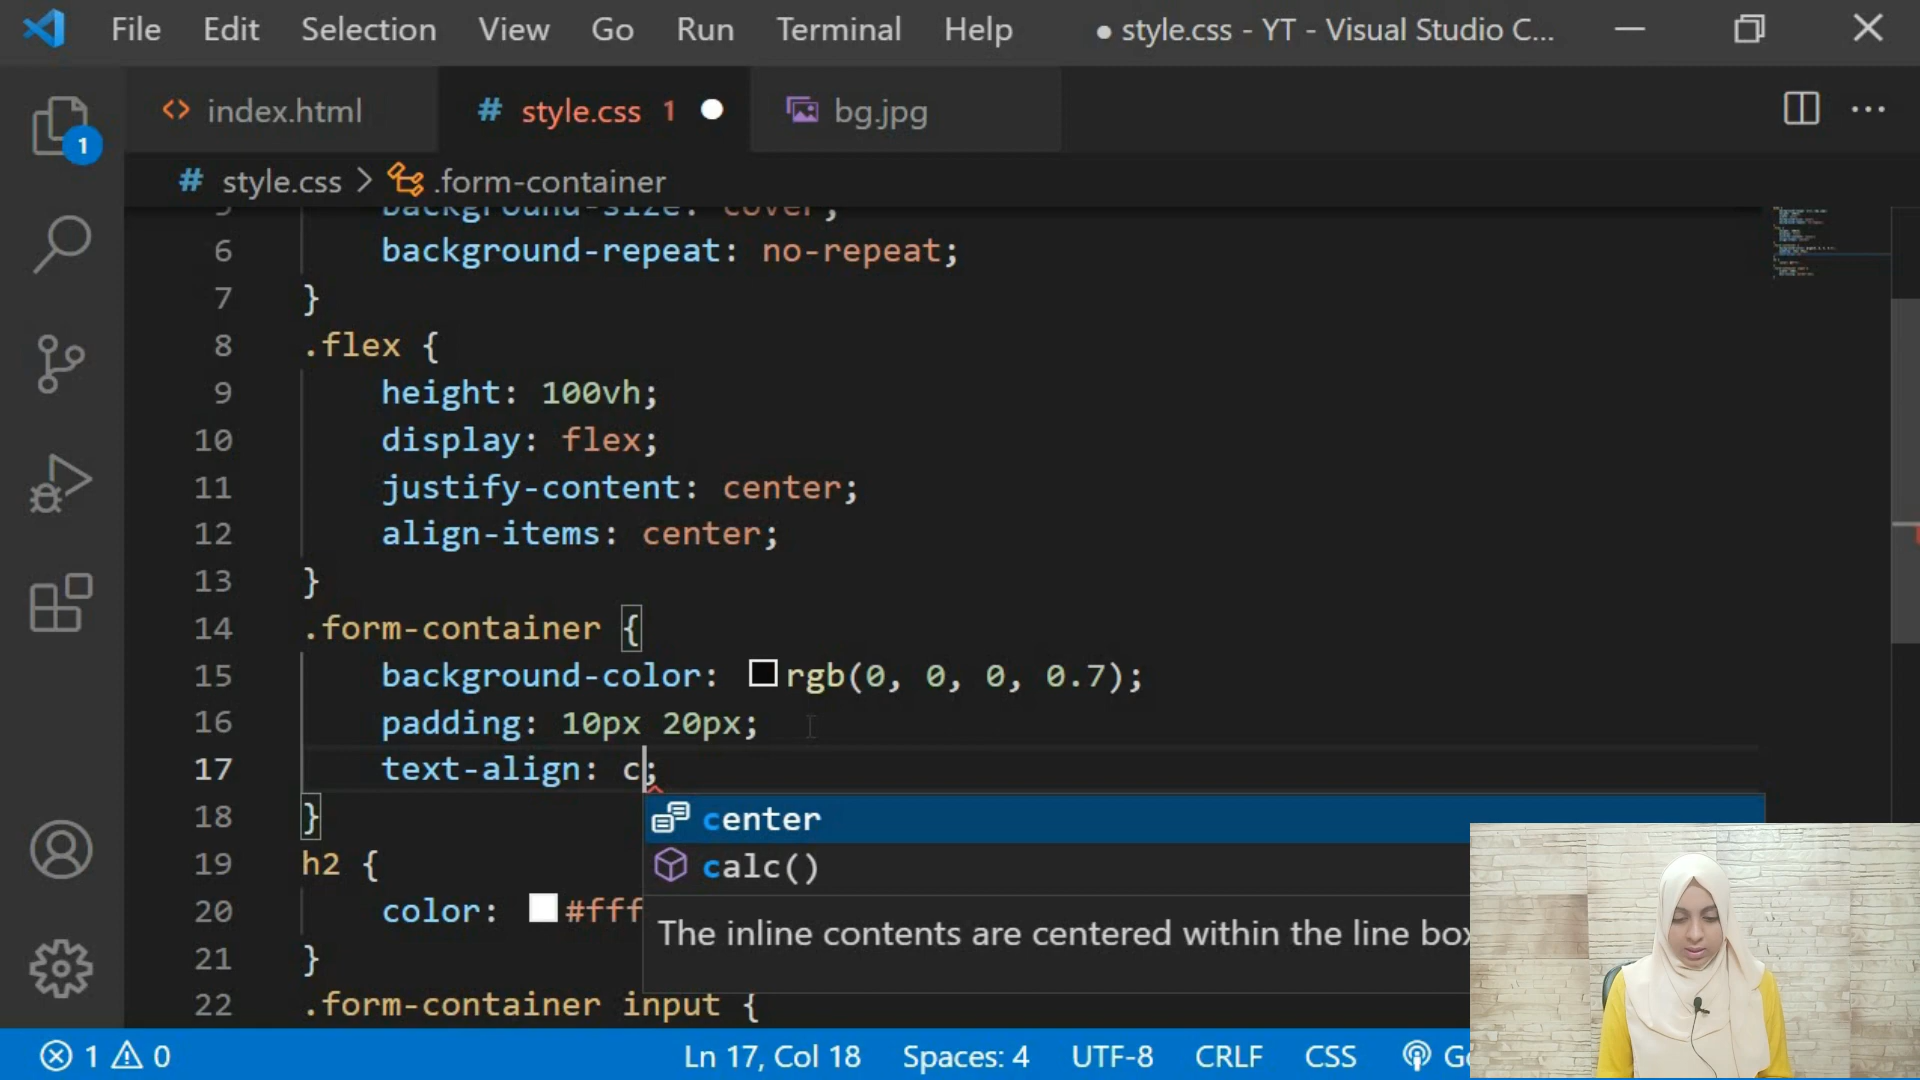 File Edit Selection View Go Run Terminal Help ● style.css - YT - Visual Studio C...
index.html # style.css 1 bg.jpg
1
# style.css > .form-container
5 background-size: cover;
6 background-repeat: no-repeat;
7 }
8 .flex {
9 height: 100vh;
10 display: flex;
11 justify-content: center;
12 align-items: center;
13 }
14 .form-container {
15 background-color: rgb(0, 0, 0, 0.7);
16 padding: 10px 20px;
17 text-align: c;
18 }
center
calc()
19 h2 {
20 color: #fff
The inline contents are centered within the line box
21 }
22 .form-container input {
1 0 Ln 17, Col 18 Spaces: 4 UTF-8 CRLF CSS Go